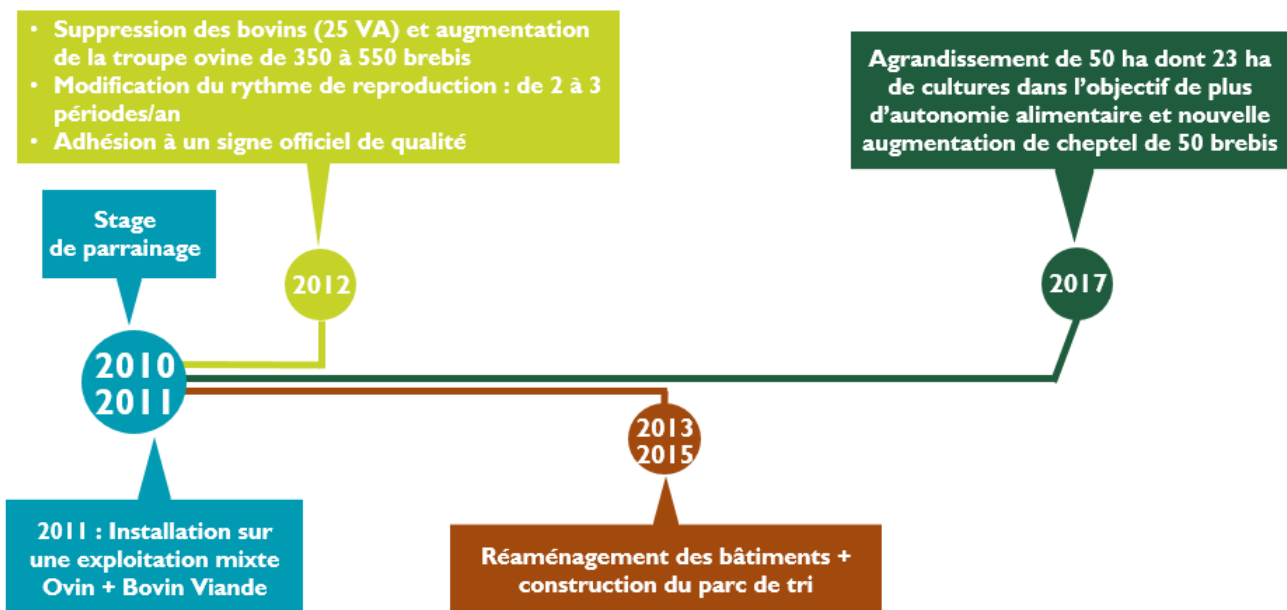 • Suppression des bovins (25 VA) et augmentation
de la troupe ovine de 350 à 550 brebis
• Modification du rythme de reproduction : de 2 à 3
périodes/an
• Adhésion à un signe officiel de qualité
Agrandissement de 50 ha dont 23 ha
de cultures dans l’objectif de plus
d’autonomie alimentaire et nouvelle
augmentation de cheptel de 50 brebis
Stage
de parrainage
2012
2017
2010
2011
2013
2015
2011 : Installation sur
une exploitation mixte
Ovin + Bovin Viande
Réaménagement des bâtiments +
construction du parc de tri